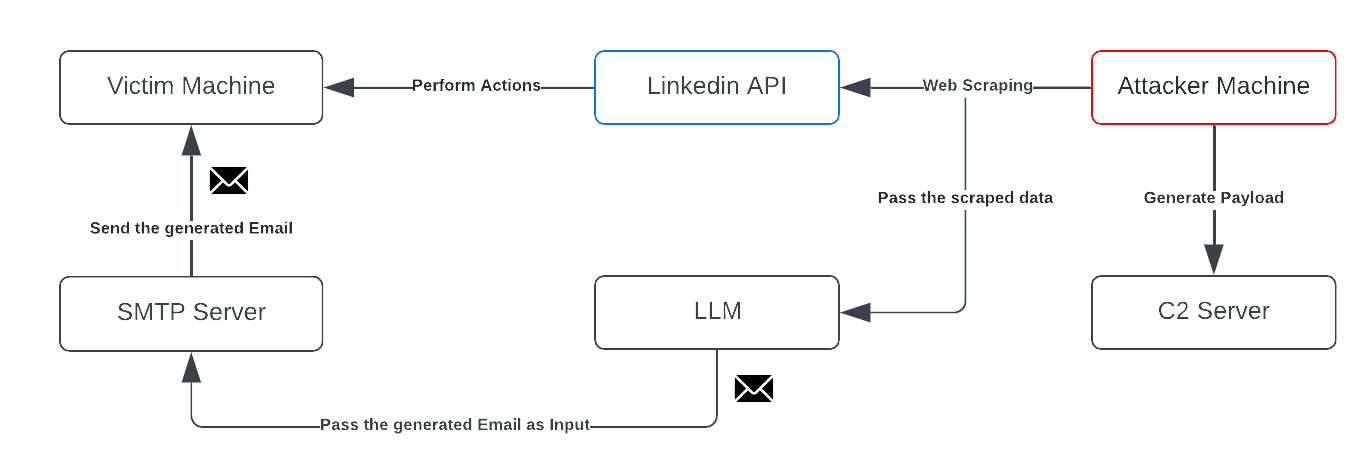 Victim Machine
Perform Actions
Linkedin API
Web Scraping
Attacker Machine
Pass the scraped data
Generate Payload
Send the generated Email
SMTP Server
LLM
C2 Server
Pass the generated Email as Input